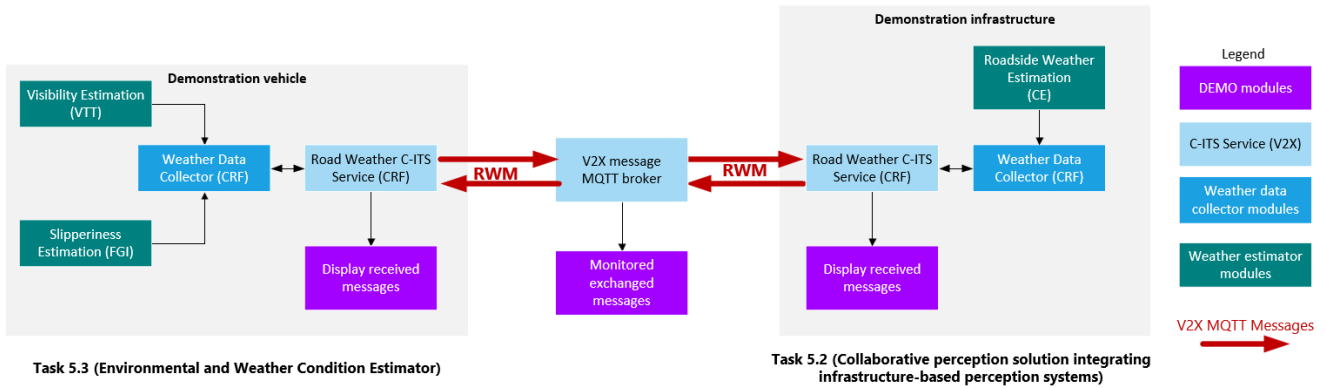 Demonstration vehicle
Visibility Estimation
(VTT)
Weather Data
Collector (CRF)
Slipperiness
Estimation (FGI)
Road Weather C-ITS
Service (CRF)
Display received
messages
RWM
V2X message
MQTT broker
Monitored
exchanged
messages
RWM
Demonstration infrastructure
Roadside Weather
Estimation
(CE)
Road Weather C-ITS
Service (CRF)
Weather Data
Collector (CRF)
Display received
messages
Legend
DEMO modules
C-ITS Service (V2X)
Weather data
collector modules
Weather estimator
modules
V2X MQTT Messages
Task 5.3 (Environmental and Weather Condition Estimator)
Task 5.2 (Collaborative perception solution integrating
infrastructure-based perception systems)